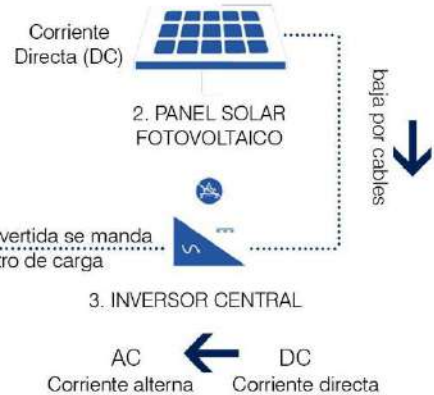 Corriente
Directa (DC)
2. PANEL SOLAR
FOTOVOLTAICO
baja por cables
vertida se manda
tro de carga
3. INVERSOR CENTRAL
AC DC
Corriente alterna Corriente directa